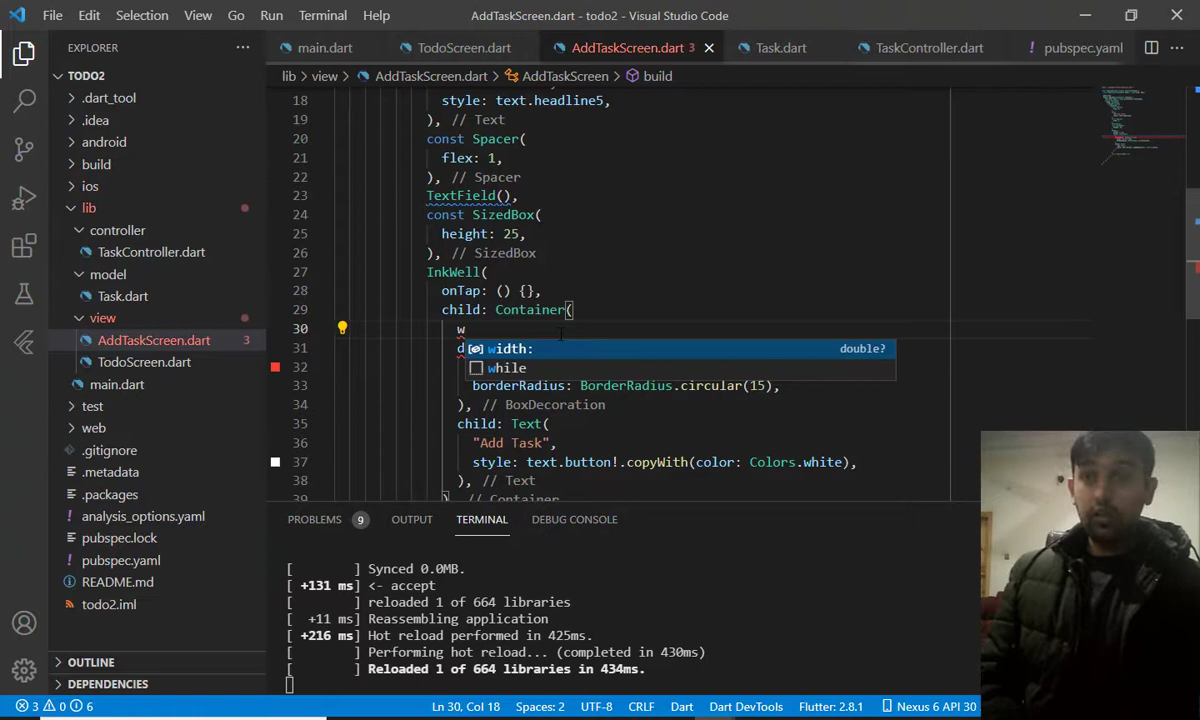 File Edit Selection View Go Run Terminal Help AddTaskScreen.dart - todo2 - Visual Studio Code
EXPLORER
TODO2
.dart_tool
.idea
android
build
ios
lib
controller
TaskController.dart
model
Task.dart
view
AddTaskScreen.dart 3
TodoScreen.dart
main.dart
test
web
.gitignore
.metadata
.packages
analysis_options.yaml
pubspec.lock
pubspec.yaml
README.md
todo2.iml
OUTLINE
DEPENDENCIES
main.dart TodoScreen.dart AddTaskScreen.dart 3 Task.dart TaskController.dart pubspec.yaml
lib > view > AddTaskScreen.dart > AddTaskScreen > build
18 style: text.headline5,
19 ), // Text
20 const Spacer(
21 flex: 1,
22 ), // Spacer
23 TextField(),
24 const SizedBox(
25 height: 25,
26 ), // SizedBox
27 InkWell(
28 onTap: () {},
29 child: Container(
30 w
31 d
width: double?
32
while
33 borderRadius: BorderRadius.circular(15),
34 ), // BoxDecoration
35 child: Text(
36 "Add Task",
37 style: text.button!.copyWith(color: Colors.white),
38 ), // Text
39 ) // Container
PROBLEMS 9 OUTPUT TERMINAL DEBUG CONSOLE
[ ] Synced 0.0MB.
[ +131 ms] <- accept
[ ] reloaded 1 of 664 libraries
[ +11 ms] Reassembling application
[ +216 ms] Hot reload performed in 425ms.
[ ] Performing hot reload... (completed in 430ms)
[ ] Reloaded 1 of 664 libraries in 434ms.
3 0 6 Ln 30, Col 18 Spaces: 2 UTF-8 CRLF Dart Dart DevTools Flutter: 2.8.1 Nexus 6 API 30